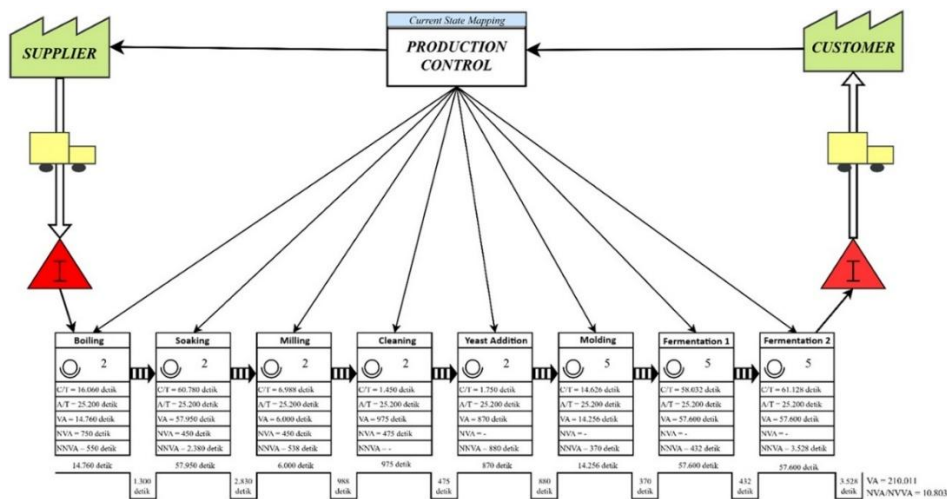 Current State Mapping
PRODUCTION
CONTROL
SUPPLIER
CUSTOMER
I
I
Boiling
2
C/T = 16.060 detik
A/T = 25.200 detik
VA = 14.760 detik
NVA = 750 detik
NNVA = 550 detik
Soaking
2
C/T = 60.780 detik
A/T = 25.200 detik
VA = 57.950 detik
NVA = 450 detik
NNVA = 2.380 detik
Milling
2
C/T = 6.988 detik
A/T = 25.200 detik
VA = 6.000 detik
NVA = 450 detik
NNVA = 538 detik
Cleaning
2
C/T = 1.450 detik
A/T = 25.200 detik
VA = 975 detik
NVA = 475 detik
Yeast Addition
2
C/T = 1.750 detik
A/T = 25.200 detik
VA = 870 detik
NVA = -
NNVA = 880 detik
Molding
5
C/T = 14.626 detik
A/T = 25.200 detik
VA = 14.256 detik
NVA = -
NNVA = 370 detik
Fermentation 1
5
C/T = 58.032 detik
A/T = 25.200 detik
VA = 57.600 detik
NVA = -
NNVA = 432 detik
Fermentation 2
5
C/T = 61.128 detik
A/T = 25.200 detik
VA = 57.600 detik
NVA = -
NNVA = 3.528 detik
14.760 detik
57.950 detik
6.000 detik
975 detik
870 detik
14.256 detik
57.600 detik
57.600 detik
1.300
detik
2.830
detik
988
detik
475
detik
880
detik
370
detik
432
detik
3.528
detik
VA = 210.011
NVA/NVVA = 10.803